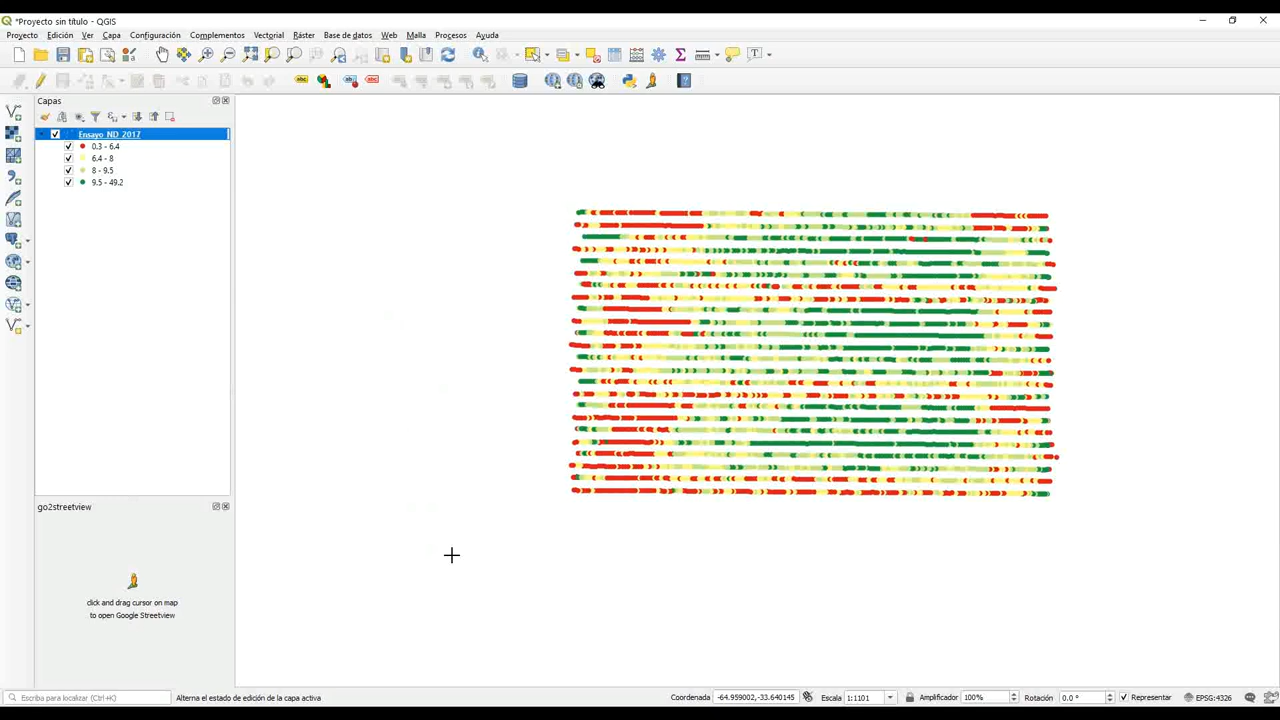 *Proyecto sin título - QGIS
Proyecto Edición Ver Capa Configuración Complementos Vectorial Ráster Base de datos Web Malla Procesos Ayuda
abc abc abc
Capas
Ensayo ND 2017
0.3 - 6.4
6.4 - 8
8 - 9.5
9.5 - 49.2
go2streetview
click and drag cursor on map
to open Google Streetview
Escriba para localizar (Ctrl+K) Alterna el estado de edición de la capa activa Coordenada -64.959002,-33.640145 Escala 1:1101 Amplificador 100% Rotación 0.0 ° Representar EPSG:4326